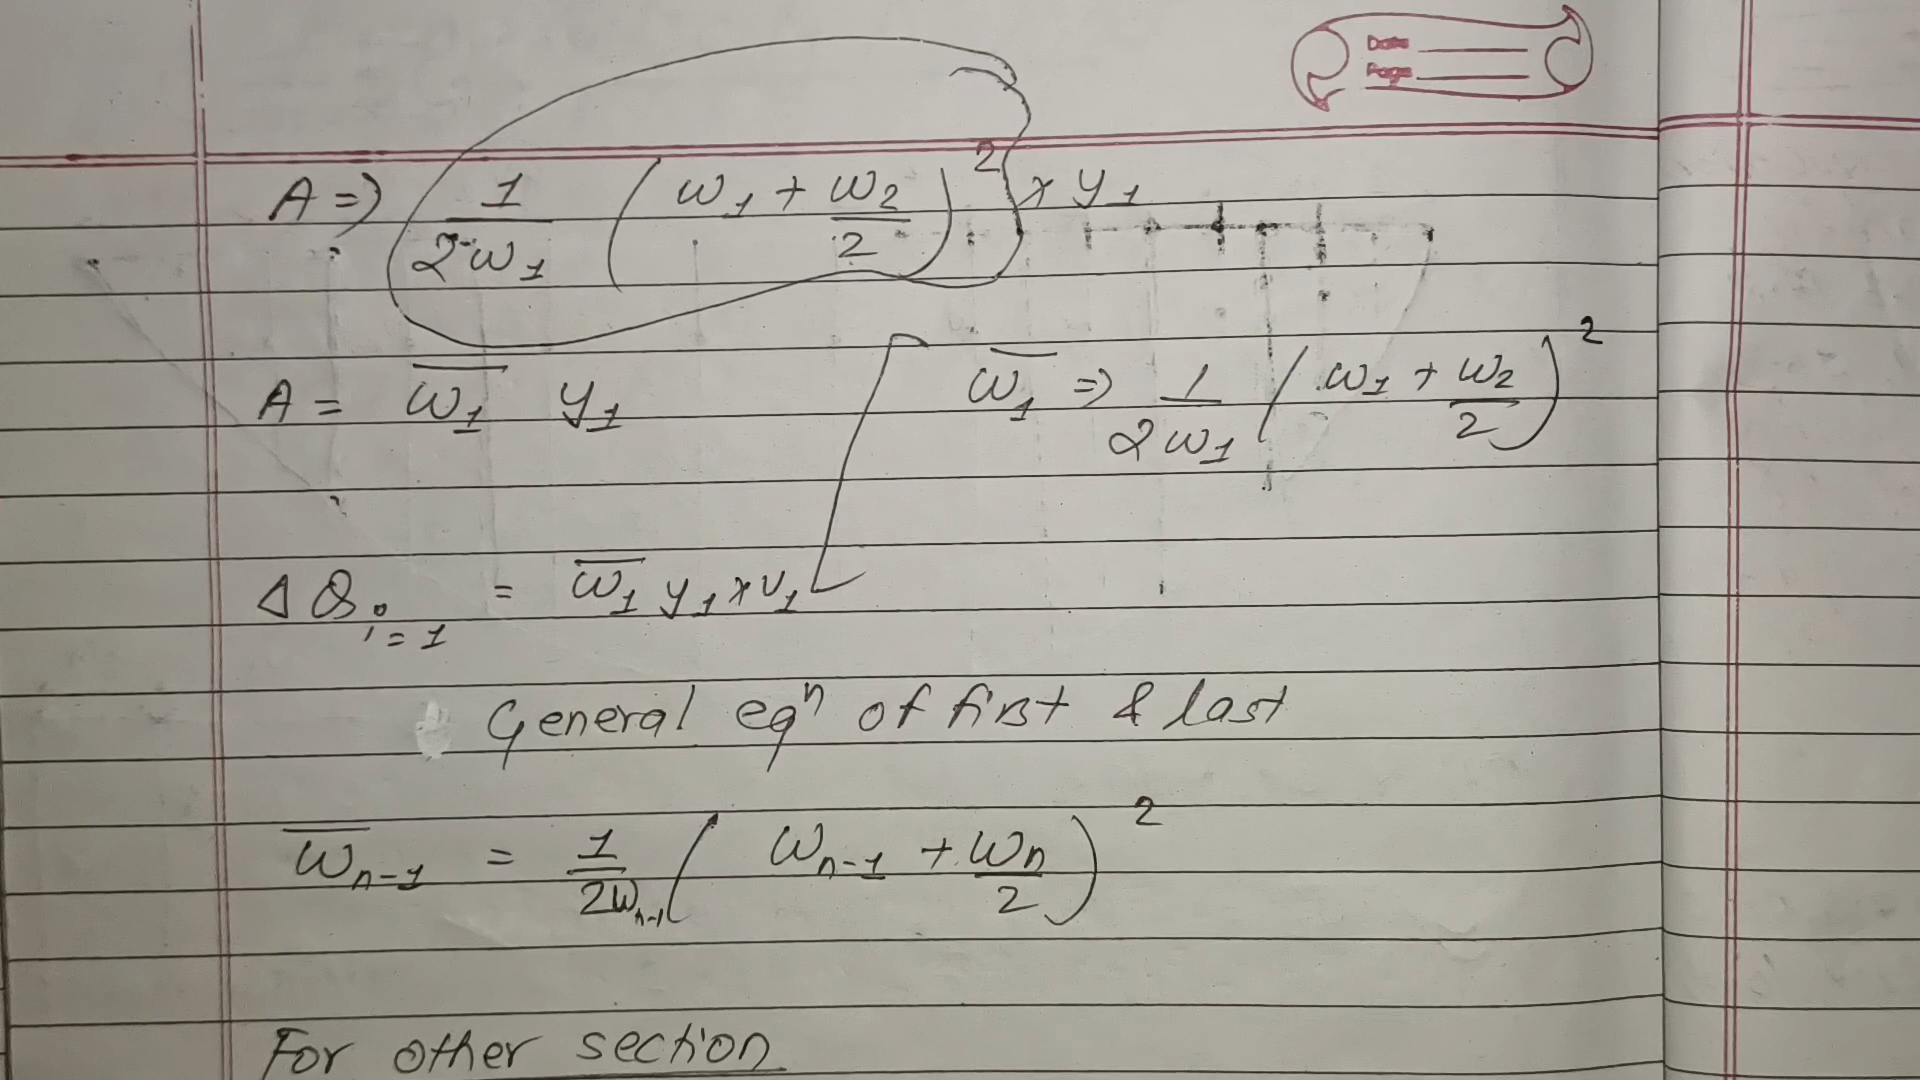 Date
Page
A ⇒ 1/2w₁ (w₁ + w₂/2)² × y₁
A = w̅₁ y₁
w̅₁ ⇒ 1/2w₁ (w₁ + w₂/2)²
ΔQᵢ₌₁ = w̅₁ y₁ × v₁
General eqⁿ of first & last
w̅ₙ₋₁ = 1/2wₙ₋₁ (wₙ₋₁ + wₙ/2)²
For other section